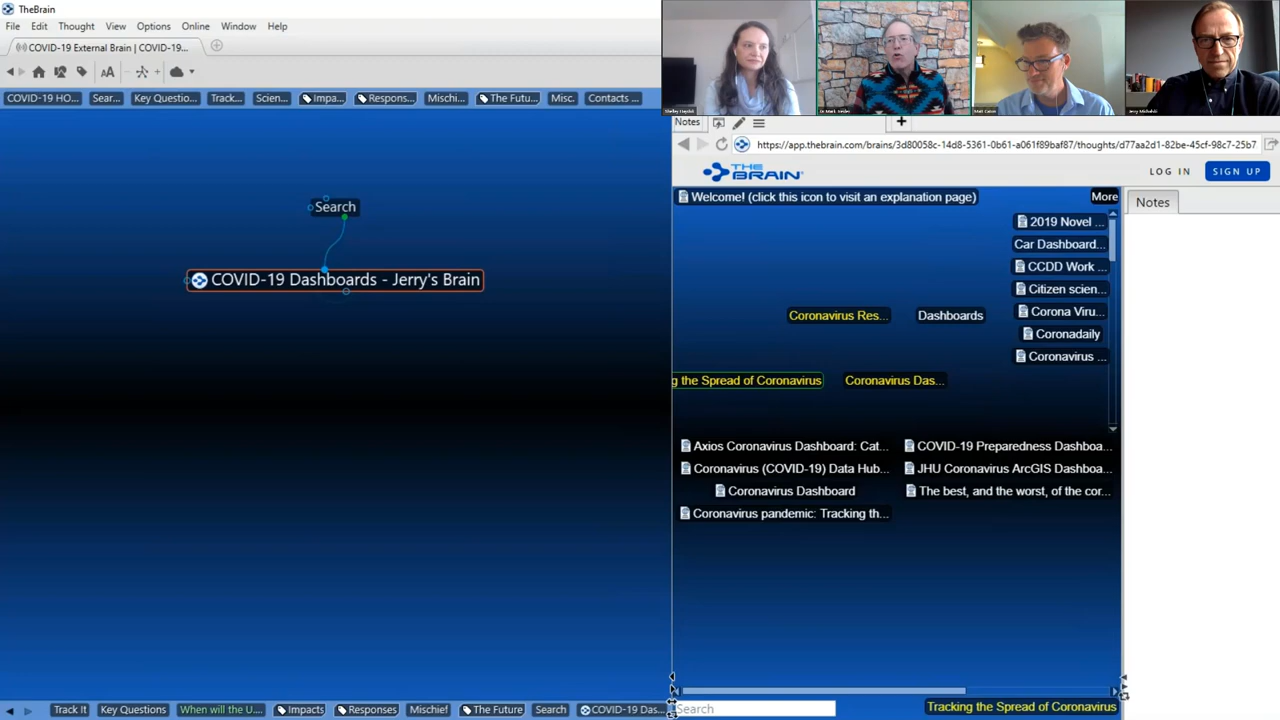 TheBrain
File Edit Thought View Options Online Window Help
COVID-19 External Brain | COVID-19...
AA
COVID-19 HO... Sear... Key Questio... Track... Scien... Impa... Respons... Mischi... The Futu... Misc. Contacts ...
Search
COVID-19 Dashboards - Jerry's Brain
Track It Key Questions When will the U.... Impacts Responses Mischief The Future Search COVID-19 Das...
Notes
https://app.thebrain.com/brains/3d80058c-14d8-5361-0b61-a061f89baf87/thoughts/d77aa2d1-82be-45cf-98c7-25b7
THE BRAIN
LOG IN SIGN UP
Welcome! (click this icon to visit an explanation page)
More
Notes
2019 Novel ...
Car Dashboard...
CCDD Work ...
Citizen scien...
Corona Viru...
Coronadaily
Coronavirus ...
Coronavirus Res... Dashboards
g the Spread of Coronavirus Coronavirus Das...
Axios Coronavirus Dashboard: Cat... COVID-19 Preparedness Dashboa...
Coronavirus (COVID-19) Data Hub... JHU Coronavirus ArcGIS Dashboa...
Coronavirus Dashboard The best, and the worst, of the cor...
Coronavirus pandemic: Tracking th...
Search
Tracking the Spread of Coronavirus